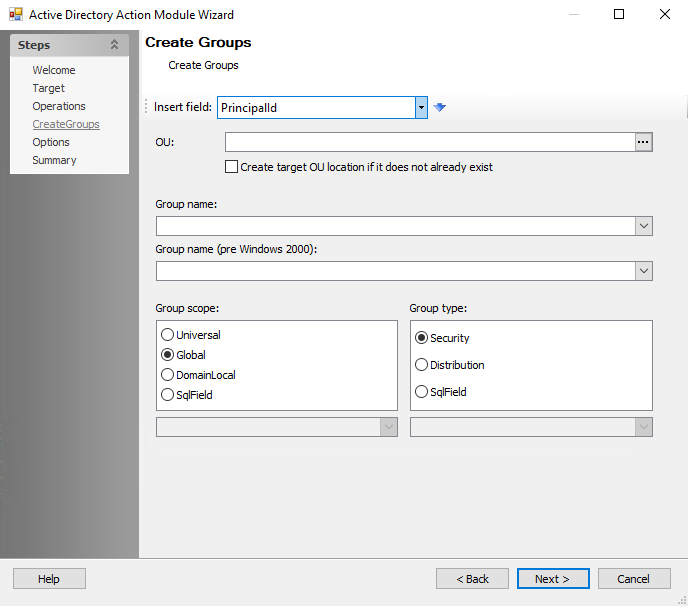 Active Directory Action Module Wizard
Steps
Welcome
Target
Operations
CreateGroups
Options
Summary
Create Groups
Create Groups
Insert field: PrincipalId
OU:
...
Create target OU location if it does not already exist
Group name:
Group name (pre Windows 2000):
Group scope:
Universal
Global
DomainLocal
SqlField
Group type:
Security
Distribution
SqlField
Help
< Back
Next >
Cancel